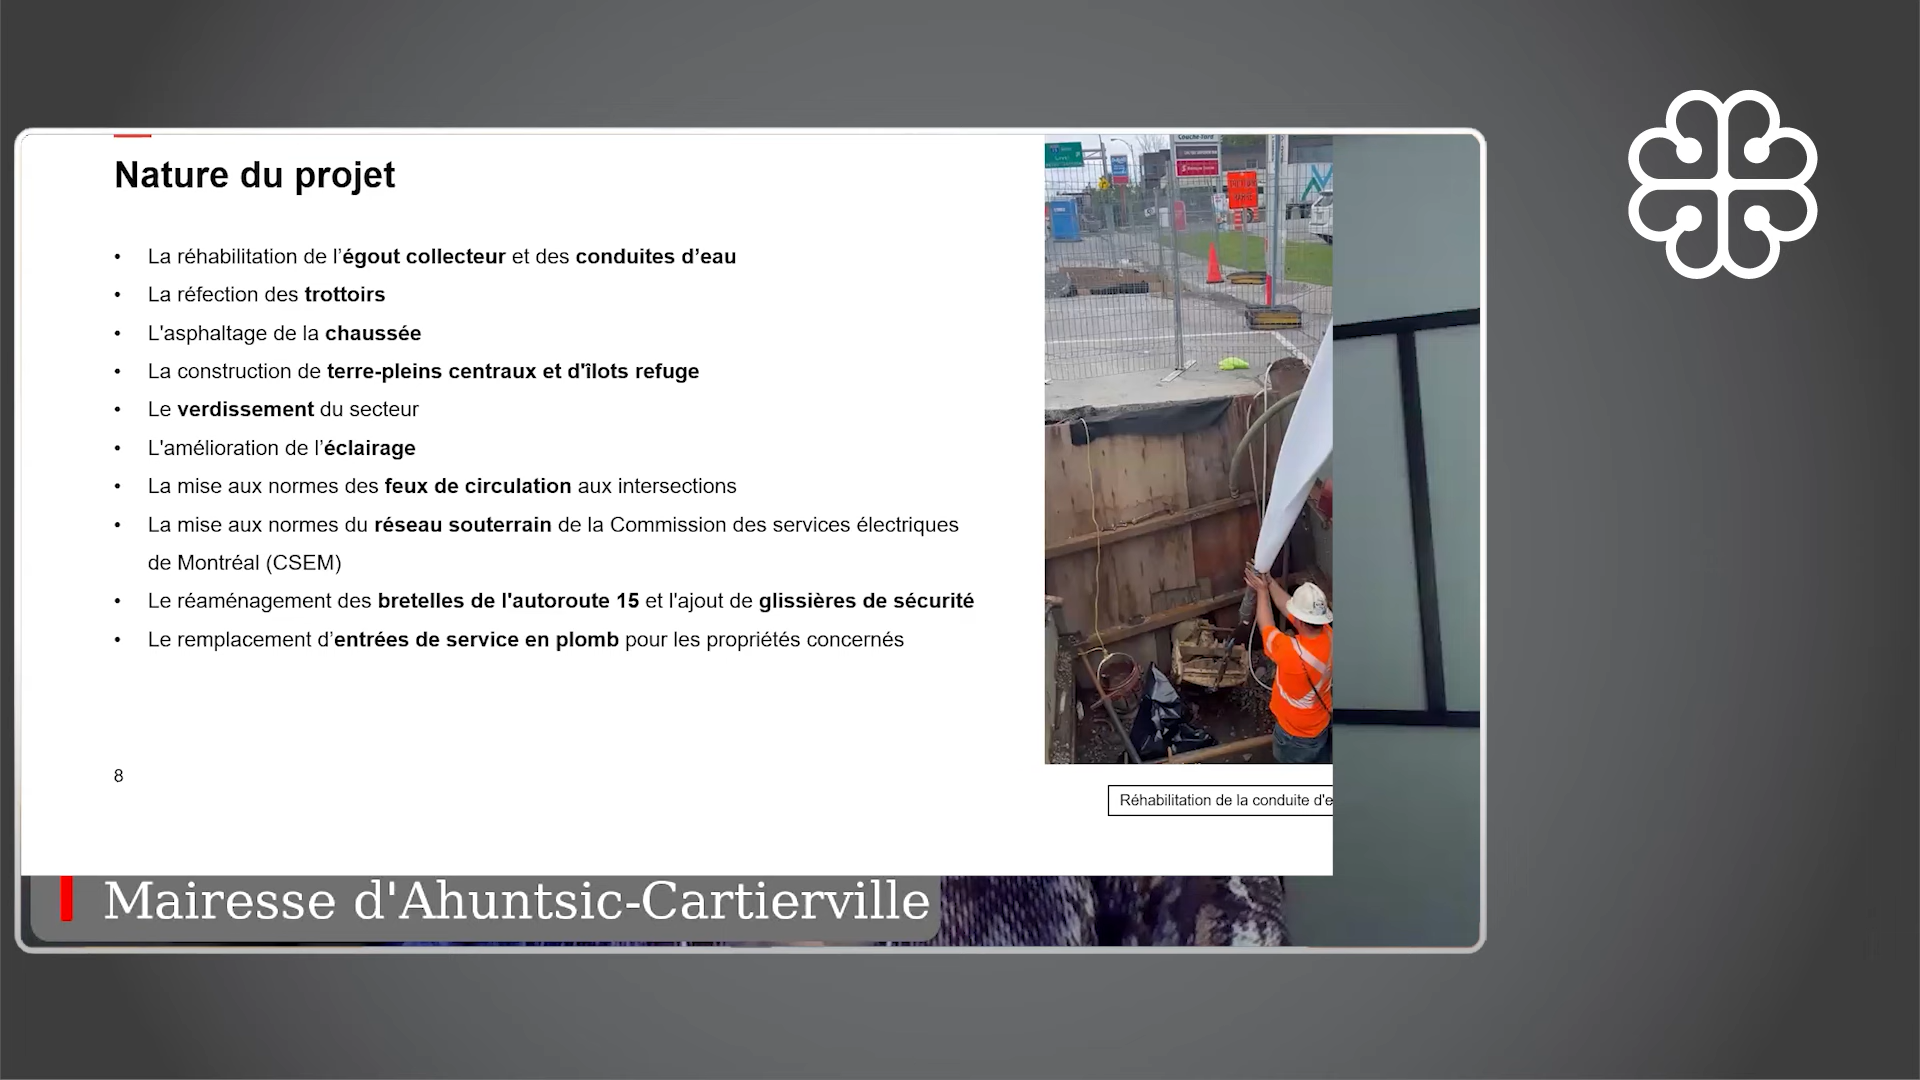 Nature du projet
• La réhabilitation de l’égout collecteur et des conduites d’eau
• La réfection des trottoirs
• L'asphaltage de la chaussée
• La construction de terre-pleins centraux et d'îlots refuge
• Le verdissement du secteur
• L'amélioration de l’éclairage
• La mise aux normes des feux de circulation aux intersections
• La mise aux normes du réseau souterrain de la Commission des services électriques
de Montréal (CSEM)
• Le réaménagement des bretelles de l'autoroute 15 et l'ajout de glissières de sécurité
• Le remplacement d’entrées de service en plomb pour les propriétés concernés
8
Couche-Tard
Réhabilitation de la conduite d'e
Mairesse d'Ahuntsic-Cartierville